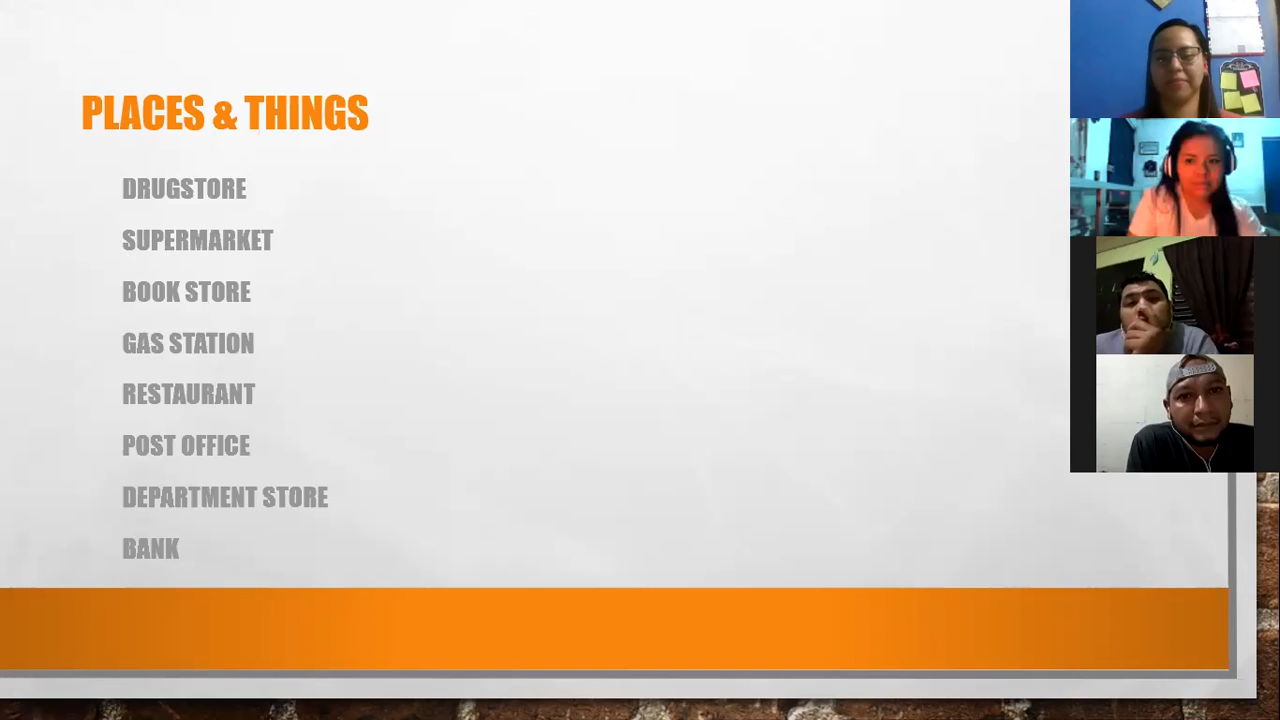 PLACES & THINGS
DRUGSTORE
SUPERMARKET
BOOK STORE
GAS STATION
RESTAURANT
POST OFFICE
DEPARTMENT STORE
BANK